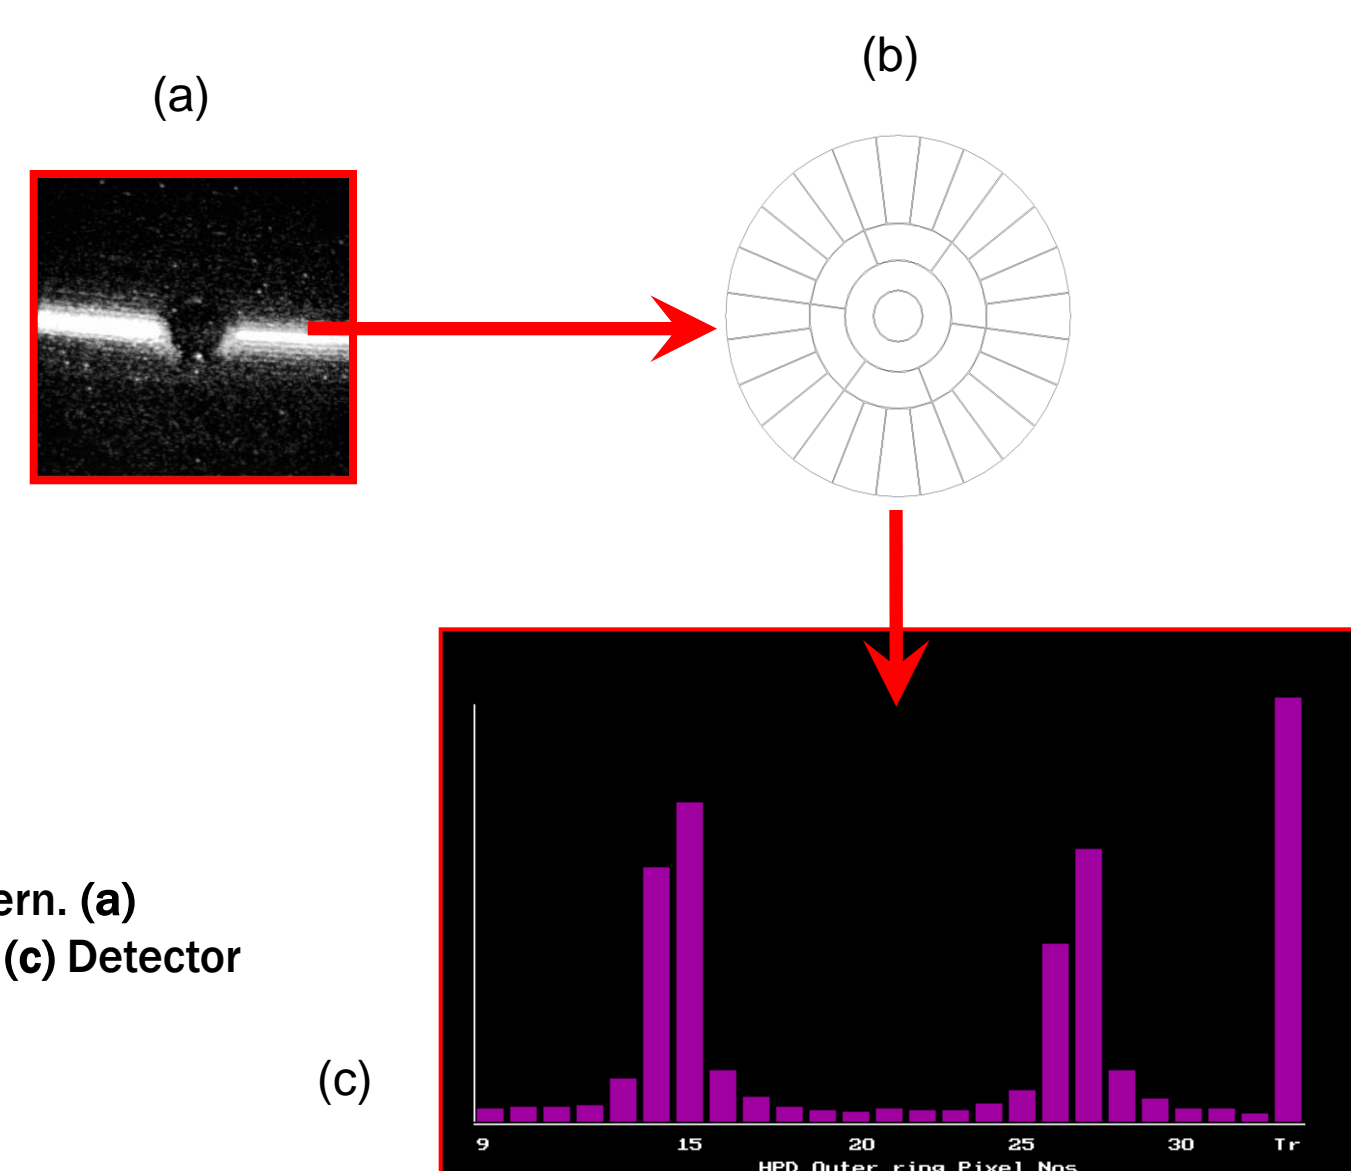 (a)
(b)
ern. (a)
(c) Detector
(c)
9 15 20 25 30 Tr
HPD Outer ring Pixel Nos